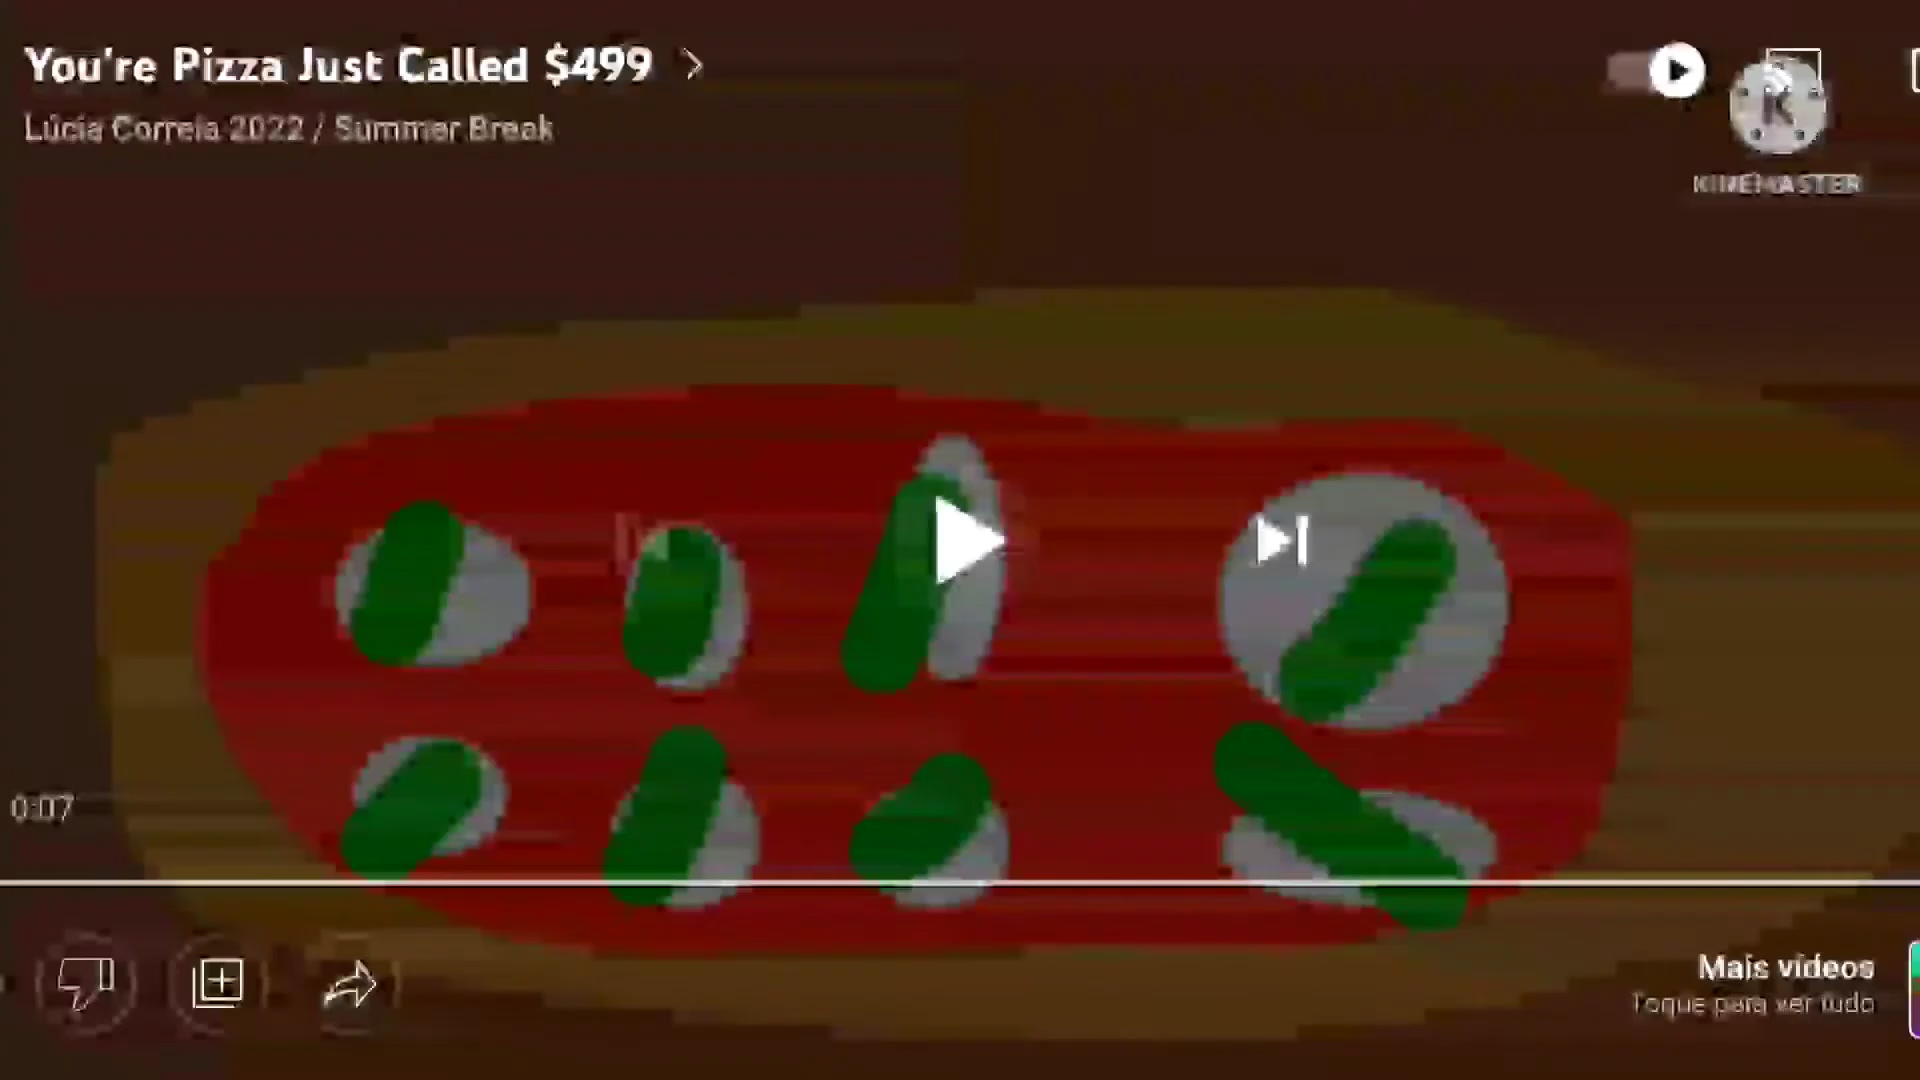 You're Pizza Just Called $499
Lúcia Correia 2022 / Summer Break
KINEMASTER
0:07
Mais vídeos
Toque para ver tudo